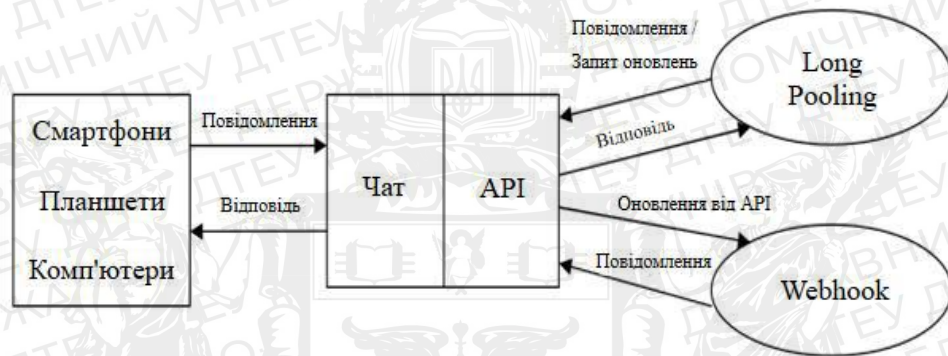 Смартфони
Планшети
Комп'ютери
Повідомлення
Відповідь
Чат
API
Повідомлення /
Запит оновлень
Відповідь
Оновлення від API
Повідомлення
Long
Pooling
Webhook